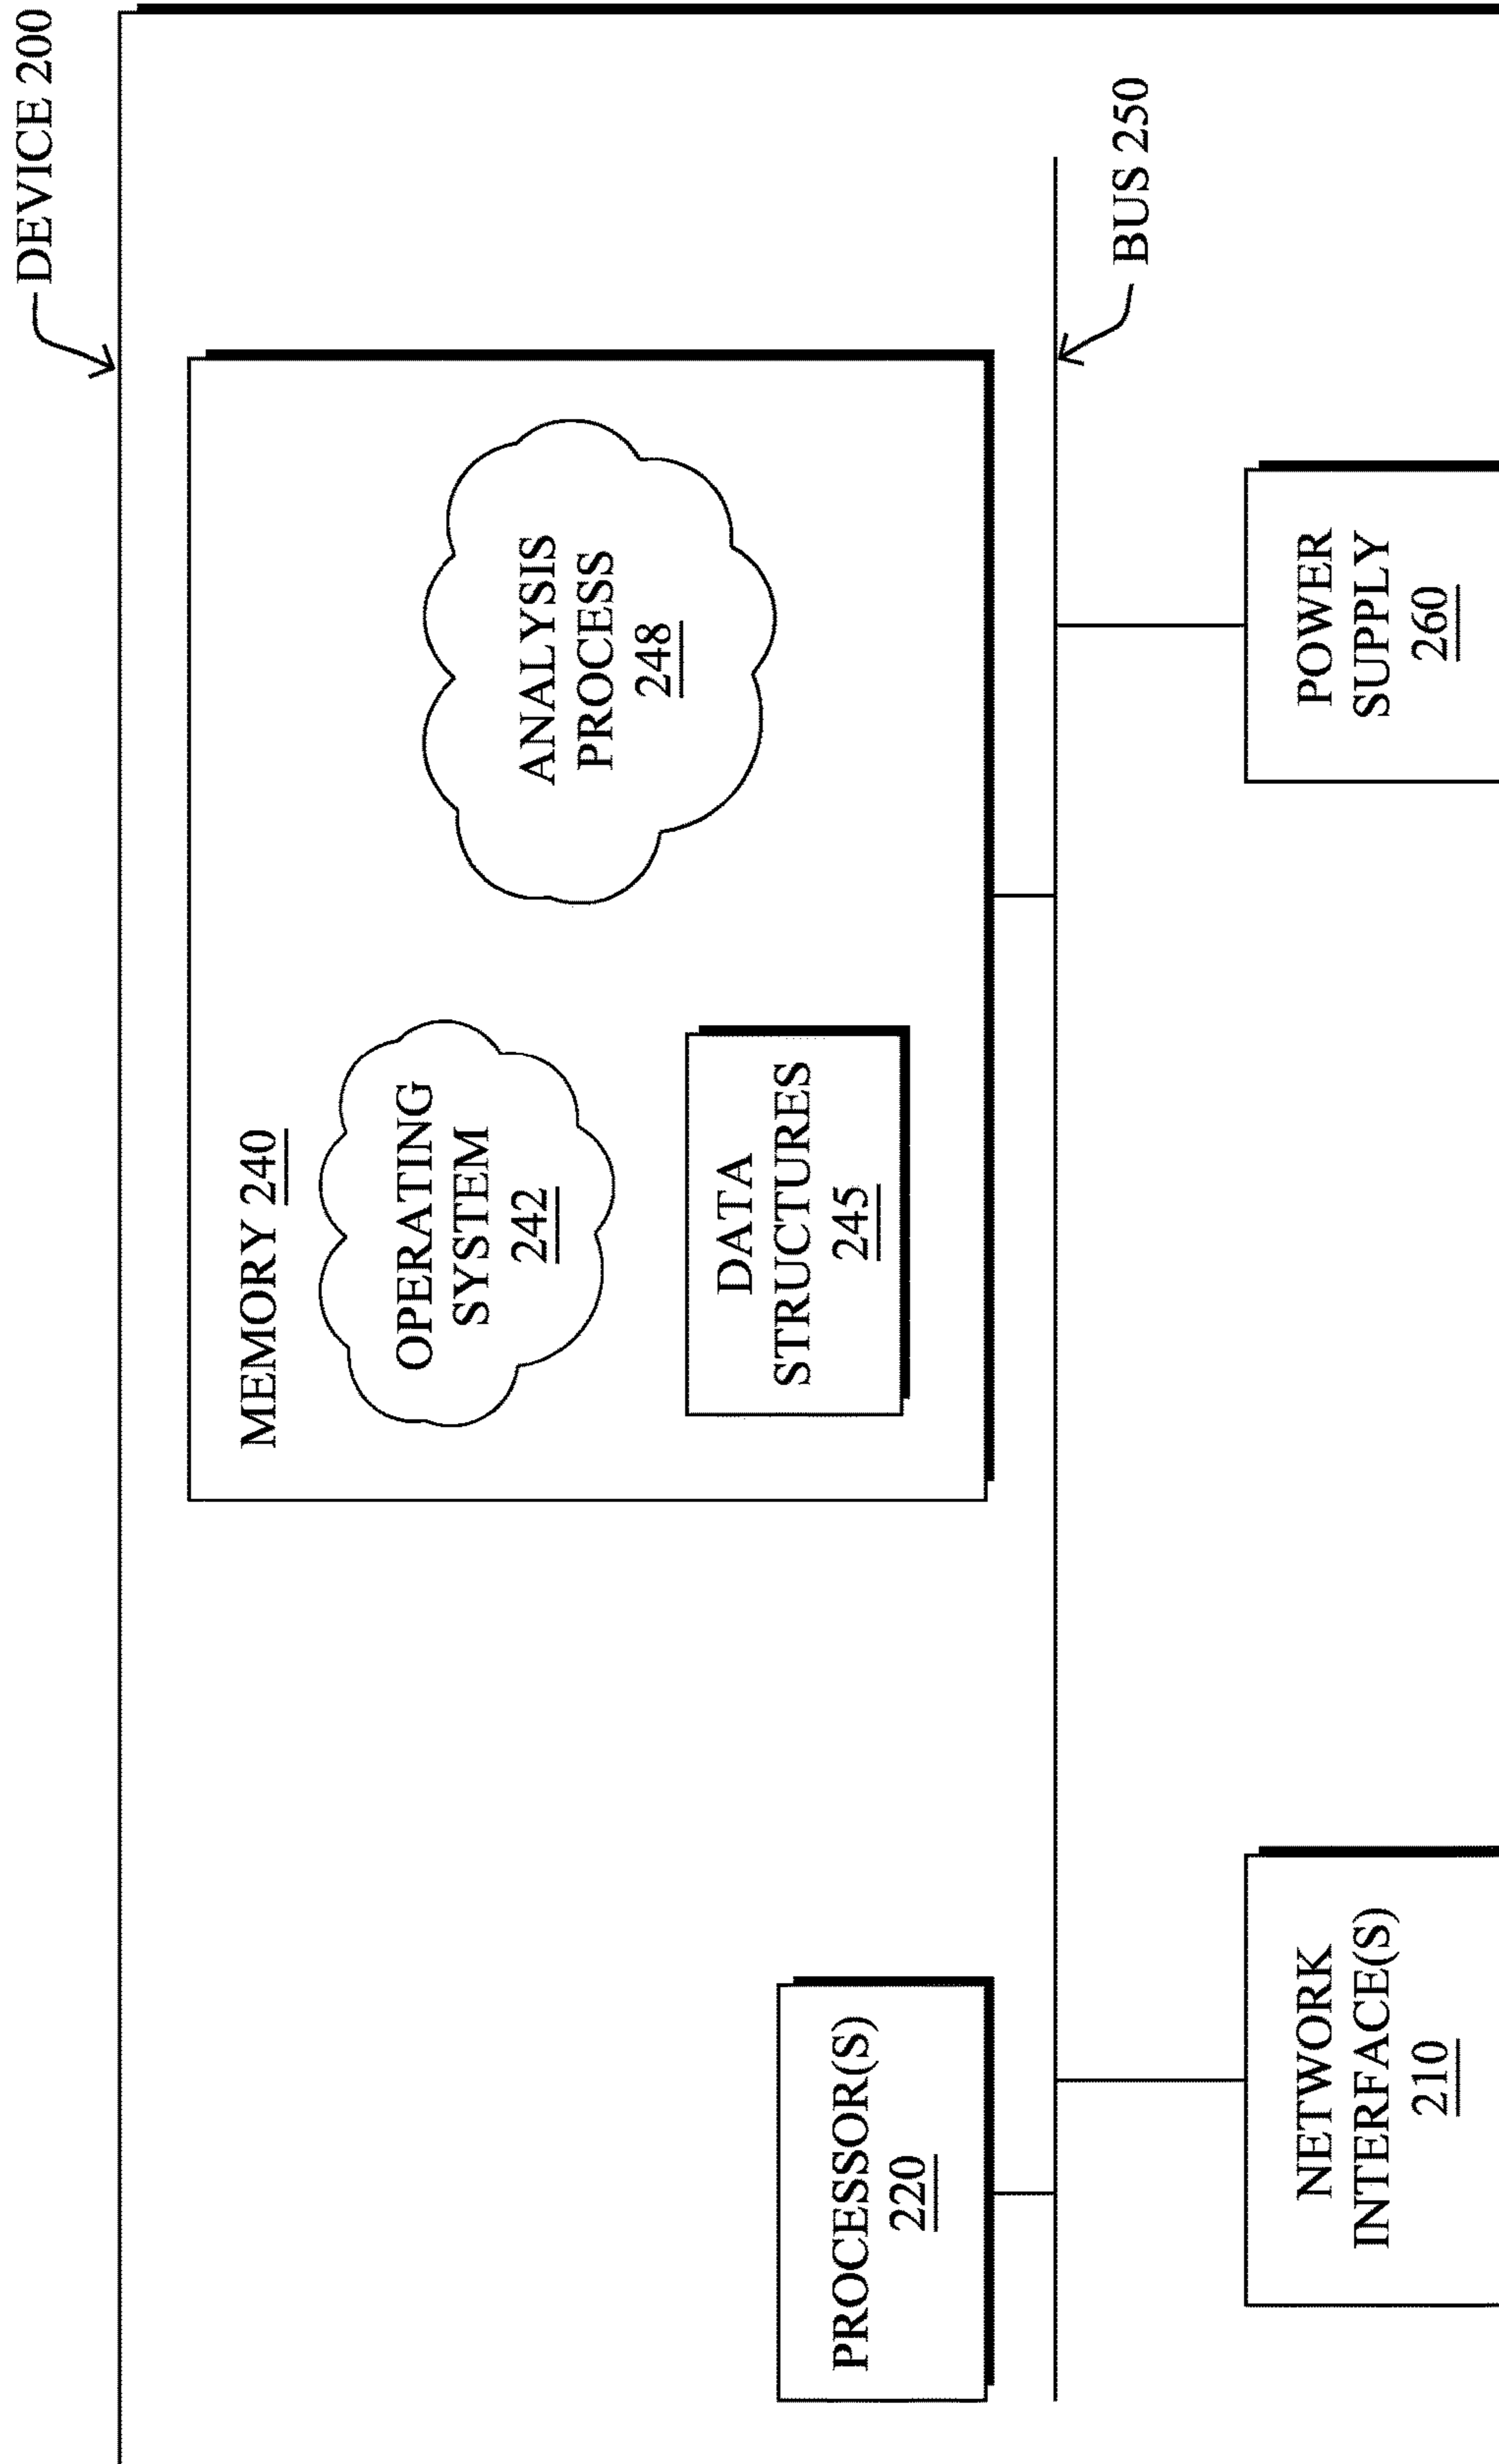 DEVICE 200
MEMORY 240
OPERATING
SYSTEM
242
DATA
STRUCTURES
245
ANALYSIS
PROCESS
248
PROCESSOR(S)
220
BUS 250
NETWORK
INTERFACE(S)
210
POWER
SUPPLY
260